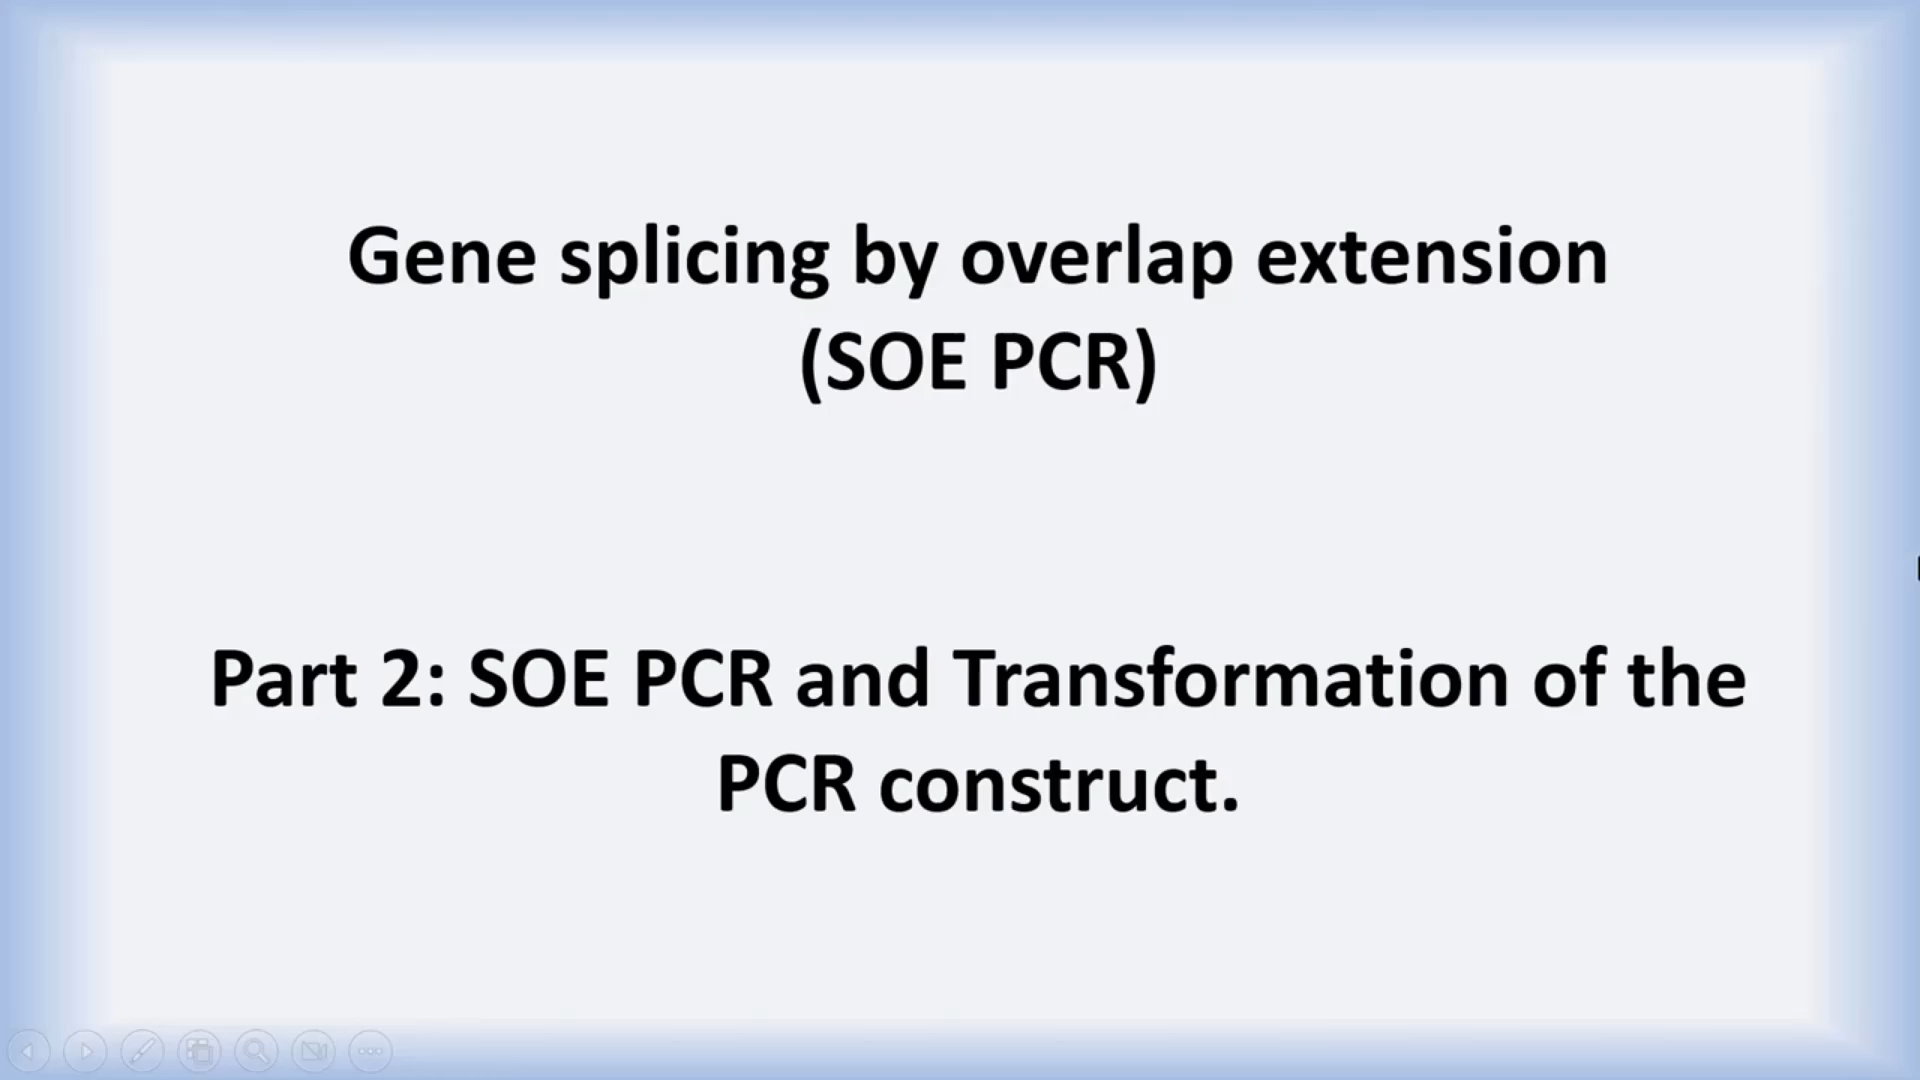 Gene splicing by overlap extension
(SOE PCR)
Part 2: SOE PCR and Transformation of the
PCR construct.